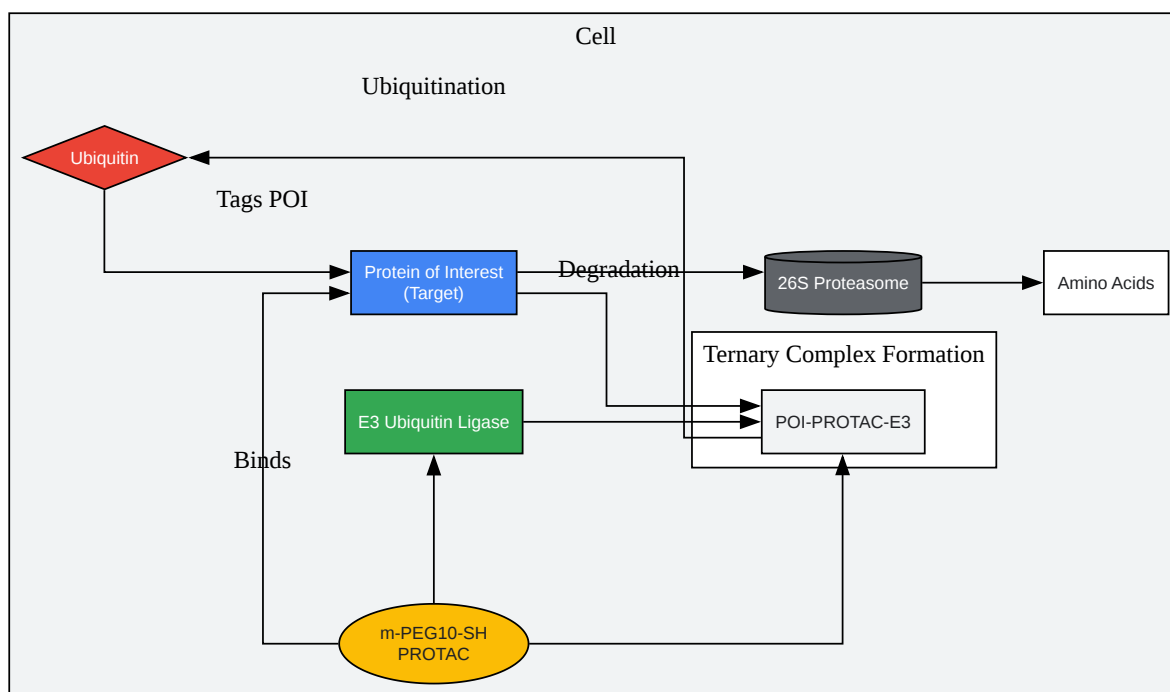 Cell
Ubiquitination
Ubiquitin
Tags POI
Protein of Interest
(Target)
Degradation
26S Proteasome
Amino Acids
Ternary Complex Formation
E3 Ubiquitin Ligase
POI-PROTAC-E3
Binds
m-PEG10-SH
PROTAC